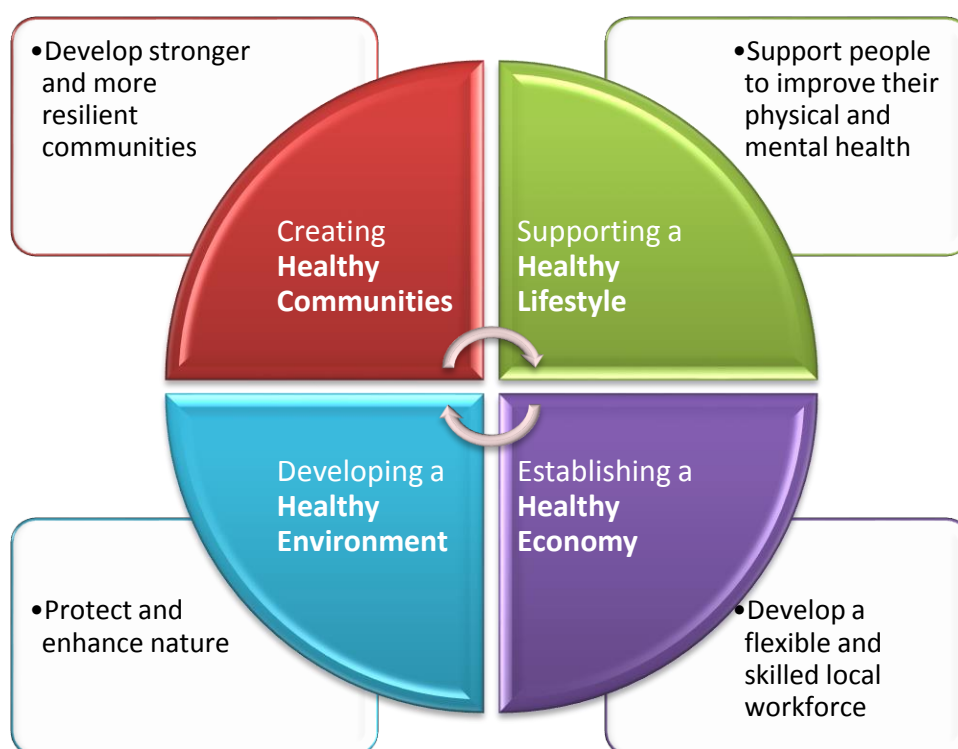 •Develop stronger
and more
resilient
communities
•Support people
to improve their
physical and
mental health
Creating
Healthy
Communities
Supporting a
Healthy
Lifestyle
Developing a
Healthy
Environment
Establishing a
Healthy
Economy
•Protect and
enhance nature
•Develop a
flexible and
skilled local
workforce